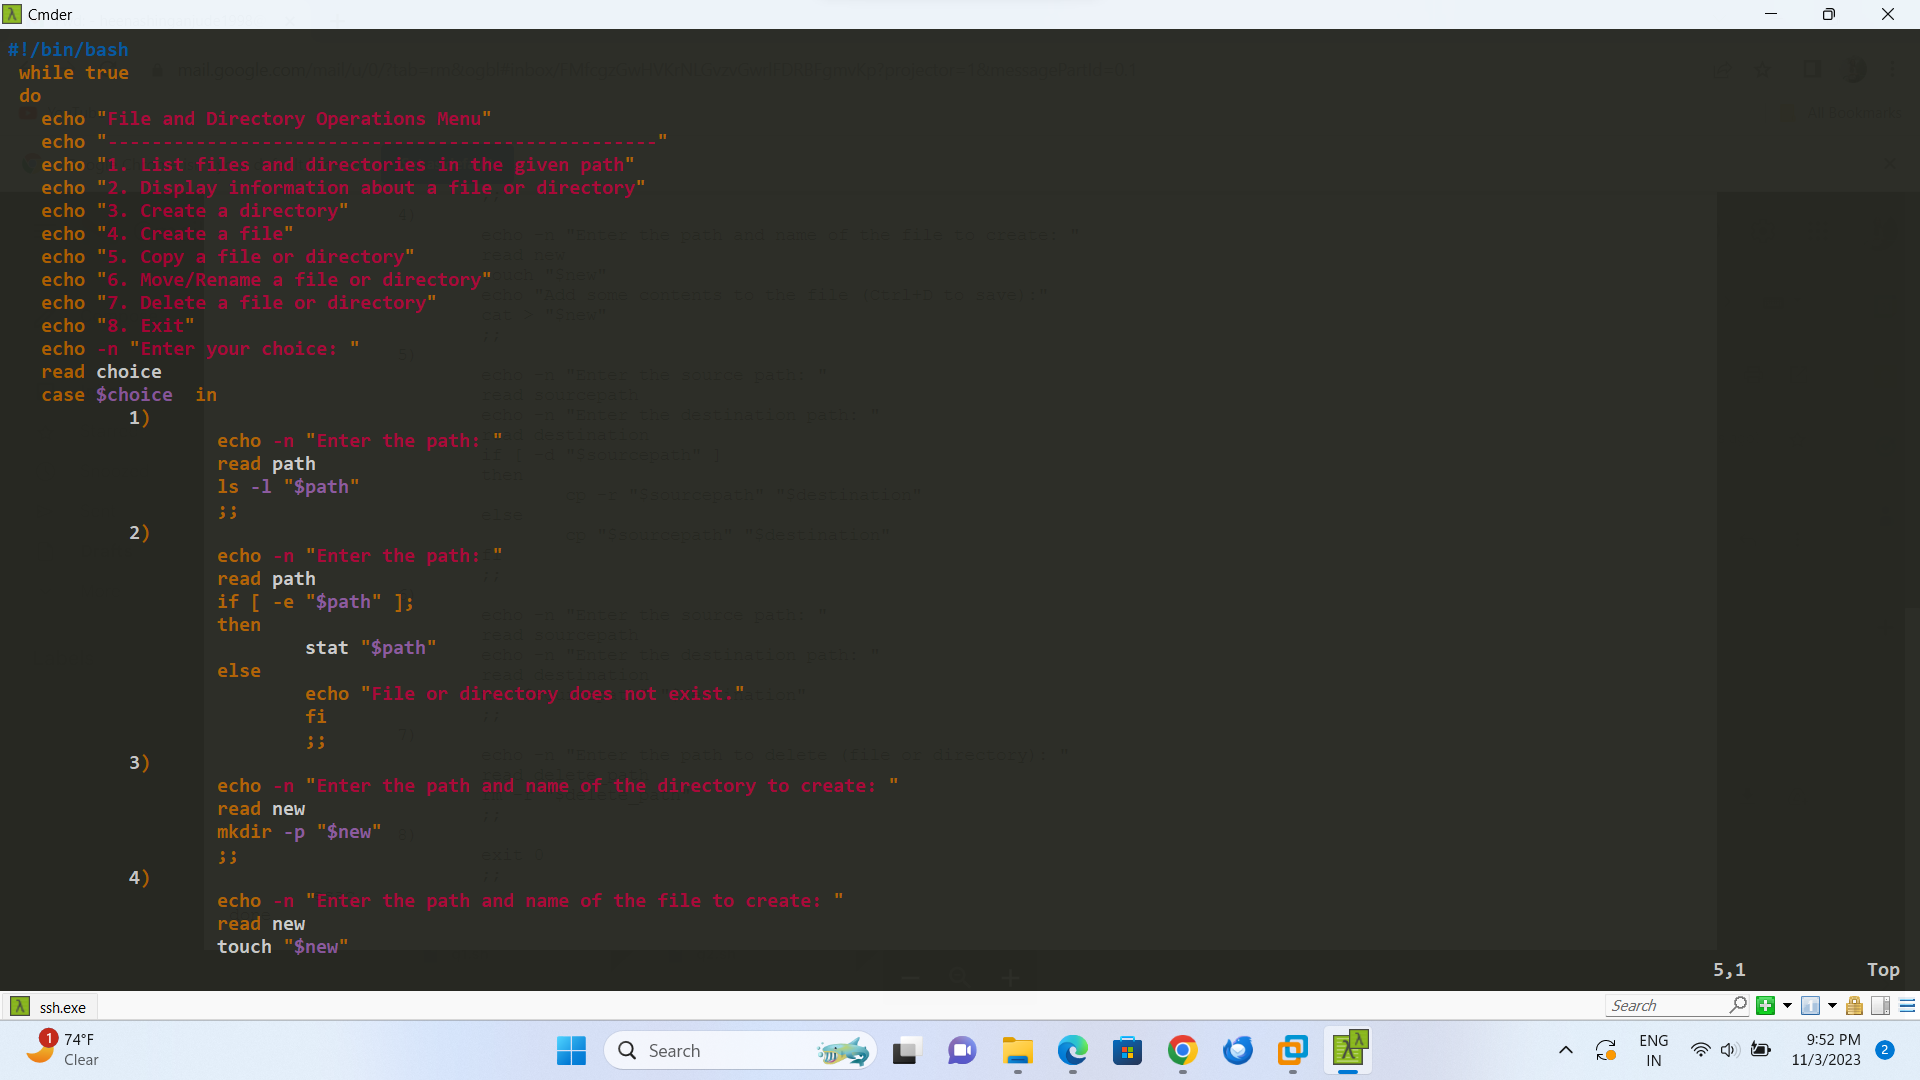 Cmder
#!/bin/bash
while true
do
echo "File and Directory Operations Menu"
echo "--------------------------------------------------"
echo "1. List files and directories in the given path"
echo "2. Display information about a file or directory"
echo "3. Create a directory"
echo "4. Create a file"
echo "5. Copy a file or directory"
echo "6. Move/Rename a file or directory"
echo "7. Delete a file or directory"
echo "8. Exit"
echo -n "Enter your choice: "
read choice
case $choice  in
1)
echo -n "Enter the path: "
read path
ls -l "$path"
;;
2)
echo -n "Enter the path: "
read path
if [ -e "$path" ];
then
stat "$path"
else
echo "File or directory does not exist."
fi
;;
3)
echo -n "Enter the path and name of the directory to create: "
read new
mkdir -p "$new"
;;
4)
echo -n "Enter the path and name of the file to create: "
read new
touch "$new"
5,1 Top
ssh.exe
Search
1
74°F
Clear
Search
ENG
IN
9:52 PM
11/3/2023
2